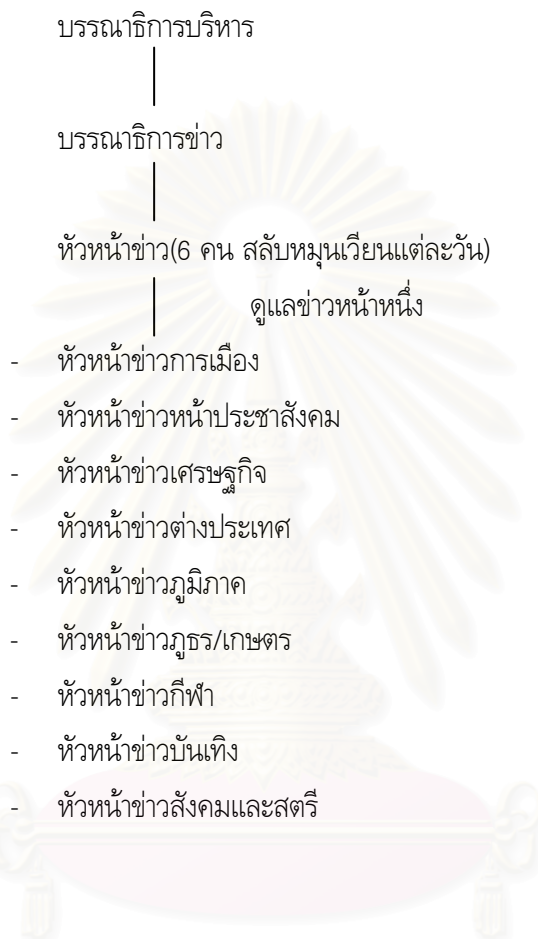 บรรณาธิการบริหาร
บรรณาธิการข่าว
หัวหน้าข่าว(6 คน สลับหมุนเวียนแต่ละวัน)
ดูแลข่าวหน้าหนึ่ง
- หัวหน้าข่าวการเมือง
- หัวหน้าข่าวหน้าประชาสังคม
- หัวหน้าข่าวเศรษฐกิจ
- หัวหน้าข่าวต่างประเทศ
- หัวหน้าข่าวภูมิภาค
- หัวหน้าข่าวภูธร/เกษตร
- หัวหน้าข่าวกีฬา
- หัวหน้าข่าวบันเทิง
- หัวหน้าข่าวสังคมและสตรี